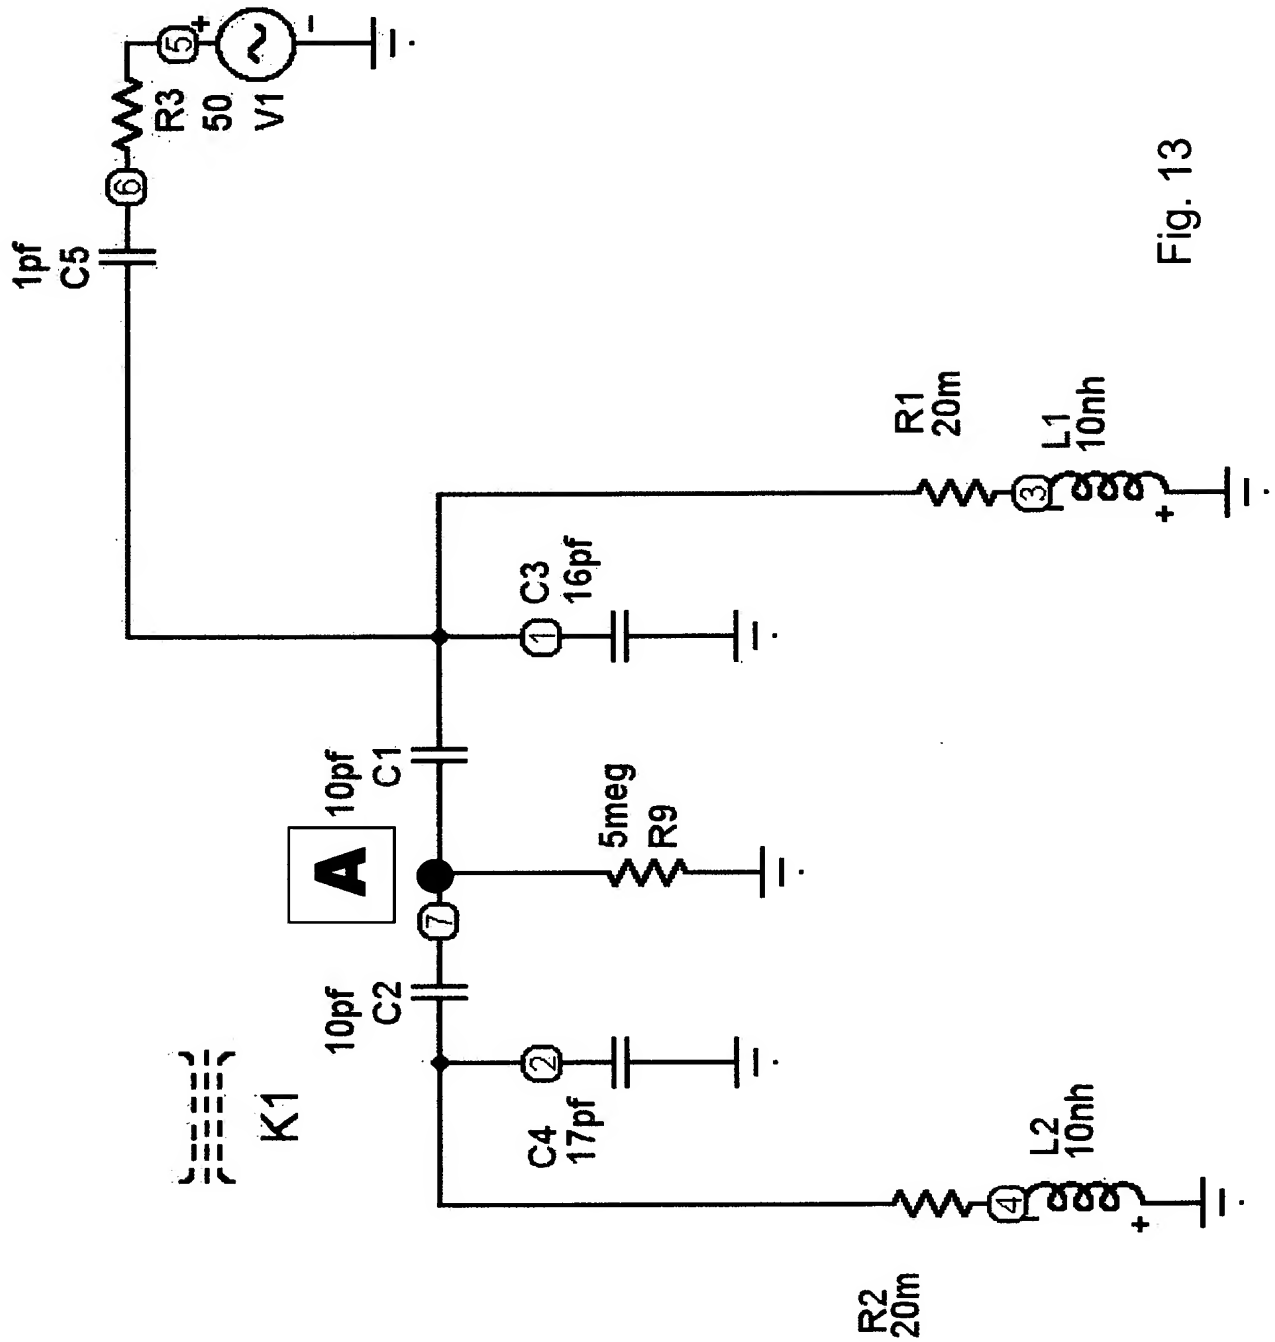 1pf
C5
6
R3
50
V1
5
+
-
Fig. 13
R1
20m
3
L1
10nh
+
1
C3
16pf
10pf
C1
A
7
5meg
R9
10pf
C2
2
C4
17pf
K1
R2
20m
4
L2
10nh
+